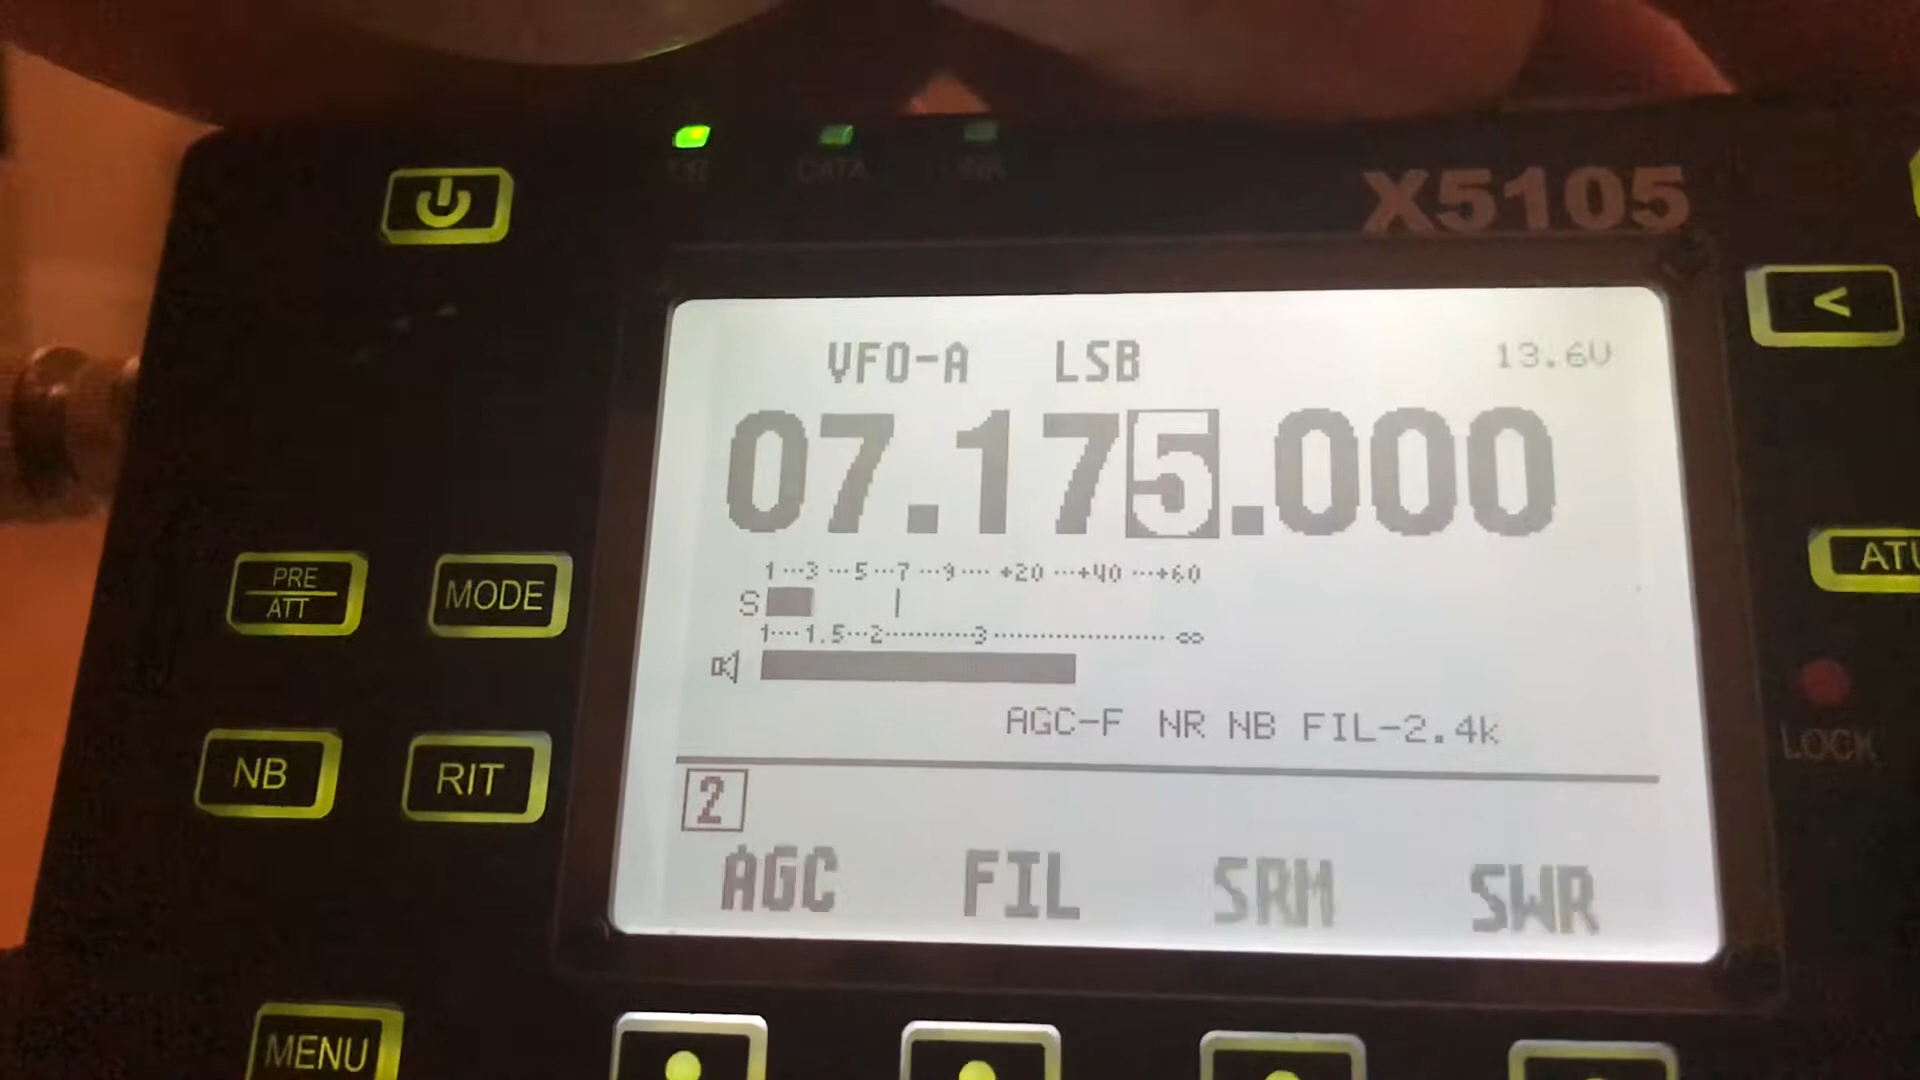 DATA
X5105
<
VFO-A LSB 13.6V
07.175.000
1···3···5···7···9···· +20 ···+40 ···+60
S
1····1.5···2··········3················· ∞
AGC-F NR NB FIL-2.4k
PRE
ATT
MODE
NB
RIT
LOCK
2
AGC FIL SRM SWR
MENU